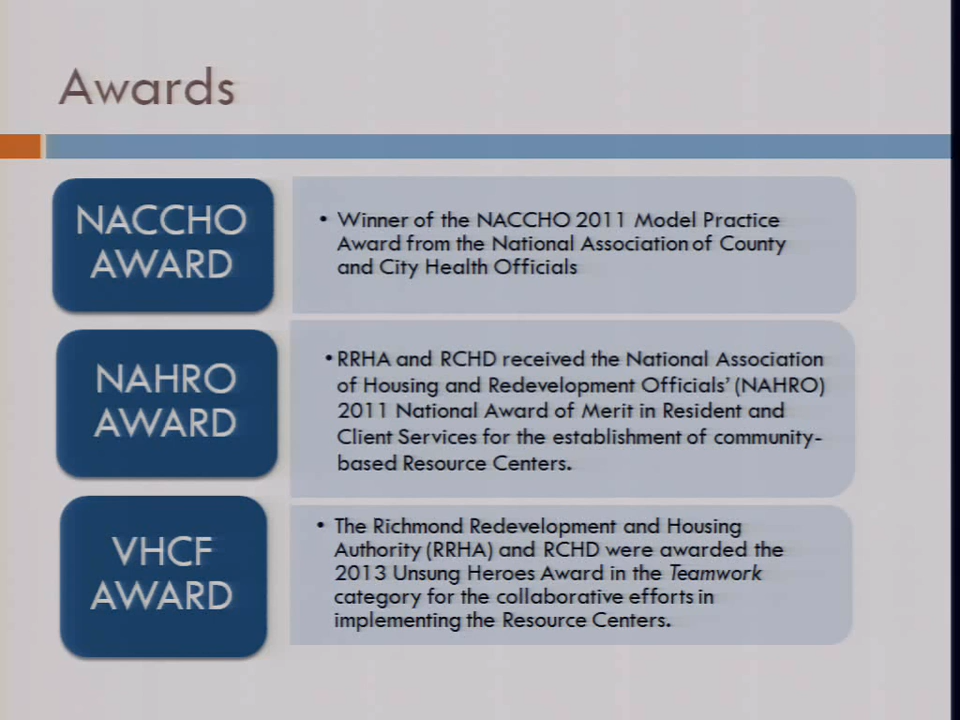 Awards
NACCHO
AWARD
• Winner of the NACCHO 2011 Model Practice
Award from the National Association of County
and City Health Officials
NAHRO
AWARD
• RRHA and RCHD received the National Association
of Housing and Redevelopment Officials' (NAHRO)
2011 National Award of Merit in Resident and
Client Services for the establishment of community-
based Resource Centers.
VHCF
AWARD
• The Richmond Redevelopment and Housing
Authority (RRHA) and RCHD were awarded the
2013 Unsung Heroes Award in the Teamwork
category for the collaborative efforts in
implementing the Resource Centers.